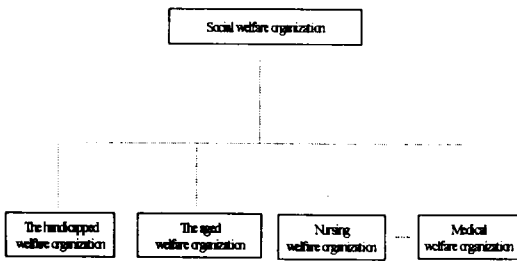 Social welfare organization
The handicapped
welfare organization
The aged
welfare organization
Nursing
welfare organization
Medical
welfare organization